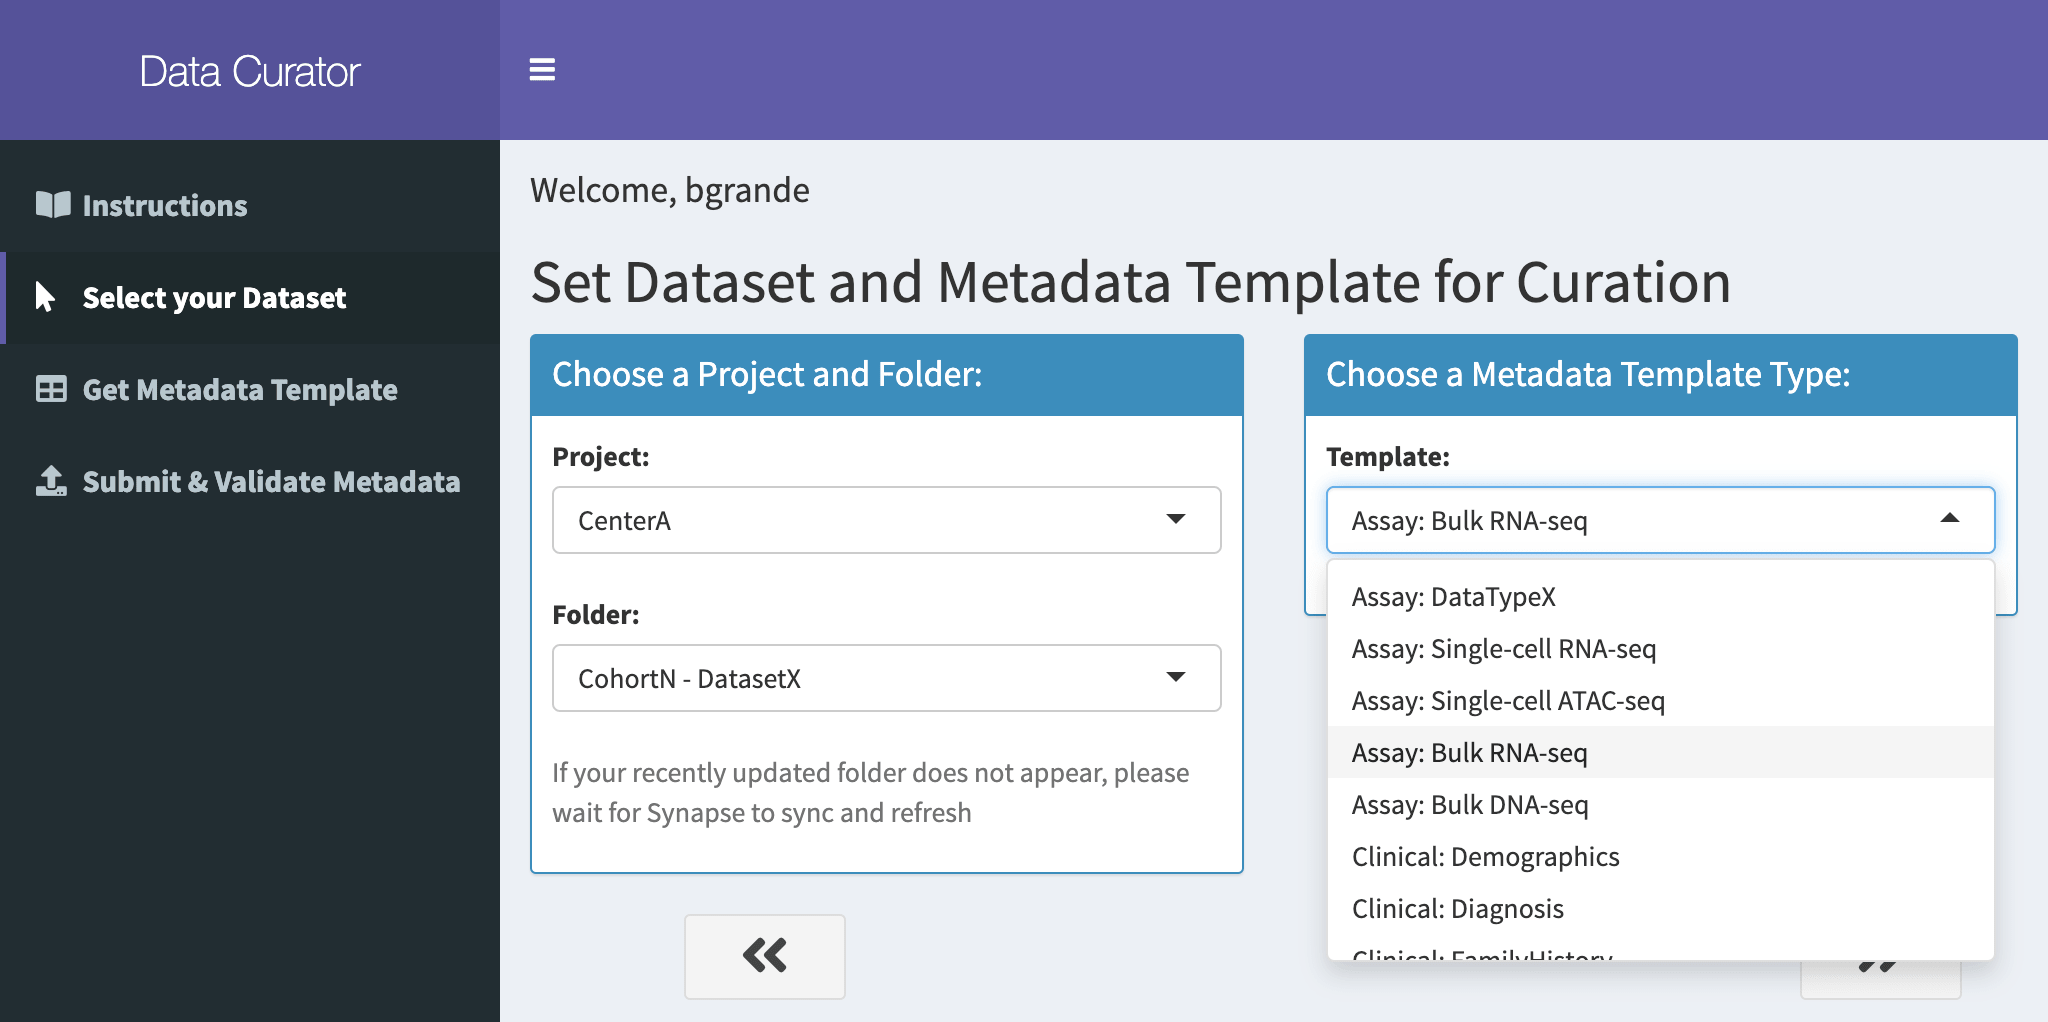 Data Curator
Instructions
Select your Dataset
Get Metadata Template
Submit & Validate Metadata
Welcome, bgrande
Set Dataset and Metadata Template for Curation
Choose a Project and Folder:
Project:
CenterA
Folder:
CohortN - DatasetX
If your recently updated folder does not appear, please
wait for Synapse to sync and refresh
Choose a Metadata Template Type:
Template:
Assay: Bulk RNA-seq
Assay: DataTypeX
Assay: Single-cell RNA-seq
Assay: Single-cell ATAC-seq
Assay: Bulk RNA-seq
Assay: Bulk DNA-seq
Clinical: Demographics
Clinical: Diagnosis
Clinical: FamilyHistory